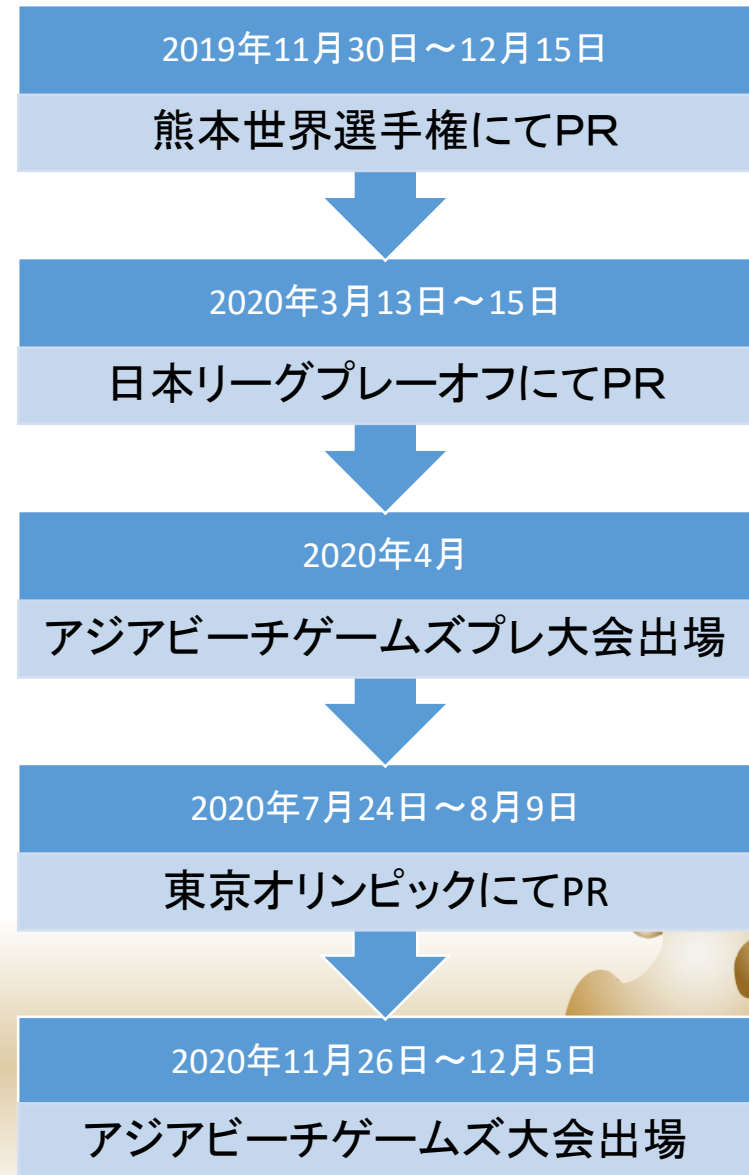 2019年11月30日～12月15日
熊本世界選手権にてＰＲ
2020年3月13日～15日
日本リーグプレーオフにてＰＲ
2020年4月
アジアビーチゲームズプレ大会出場
2020年7月24日～8月9日
東京オリンピックにてPR
2020年11月26日～12月5日
アジアビーチゲームズ大会出場